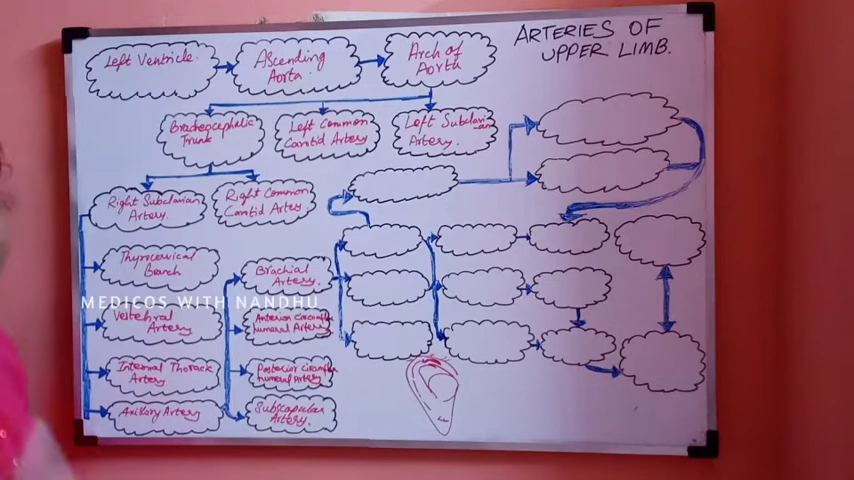 ARTERIES OF
UPPER LIMB.
Left Ventricle.
Ascending
Aorta.
Arch of
Aorta
Bracheocephalic
Trunk
Left Common
Carotid Artery
Left Subclavian
Artery.
Right Subclavian
Artery.
Right Common
Carotid Artery
Thyrocervical
Branch
Vertebral
Artery
Internal Thoracic
Artery
Axillary Artery
Brachial
Artery.
Anterior Circumflex
humeral Artery
Posterior Circumflex
humeral Artery
Subscapular
Artery.
MEDICOS WITH NANDHU